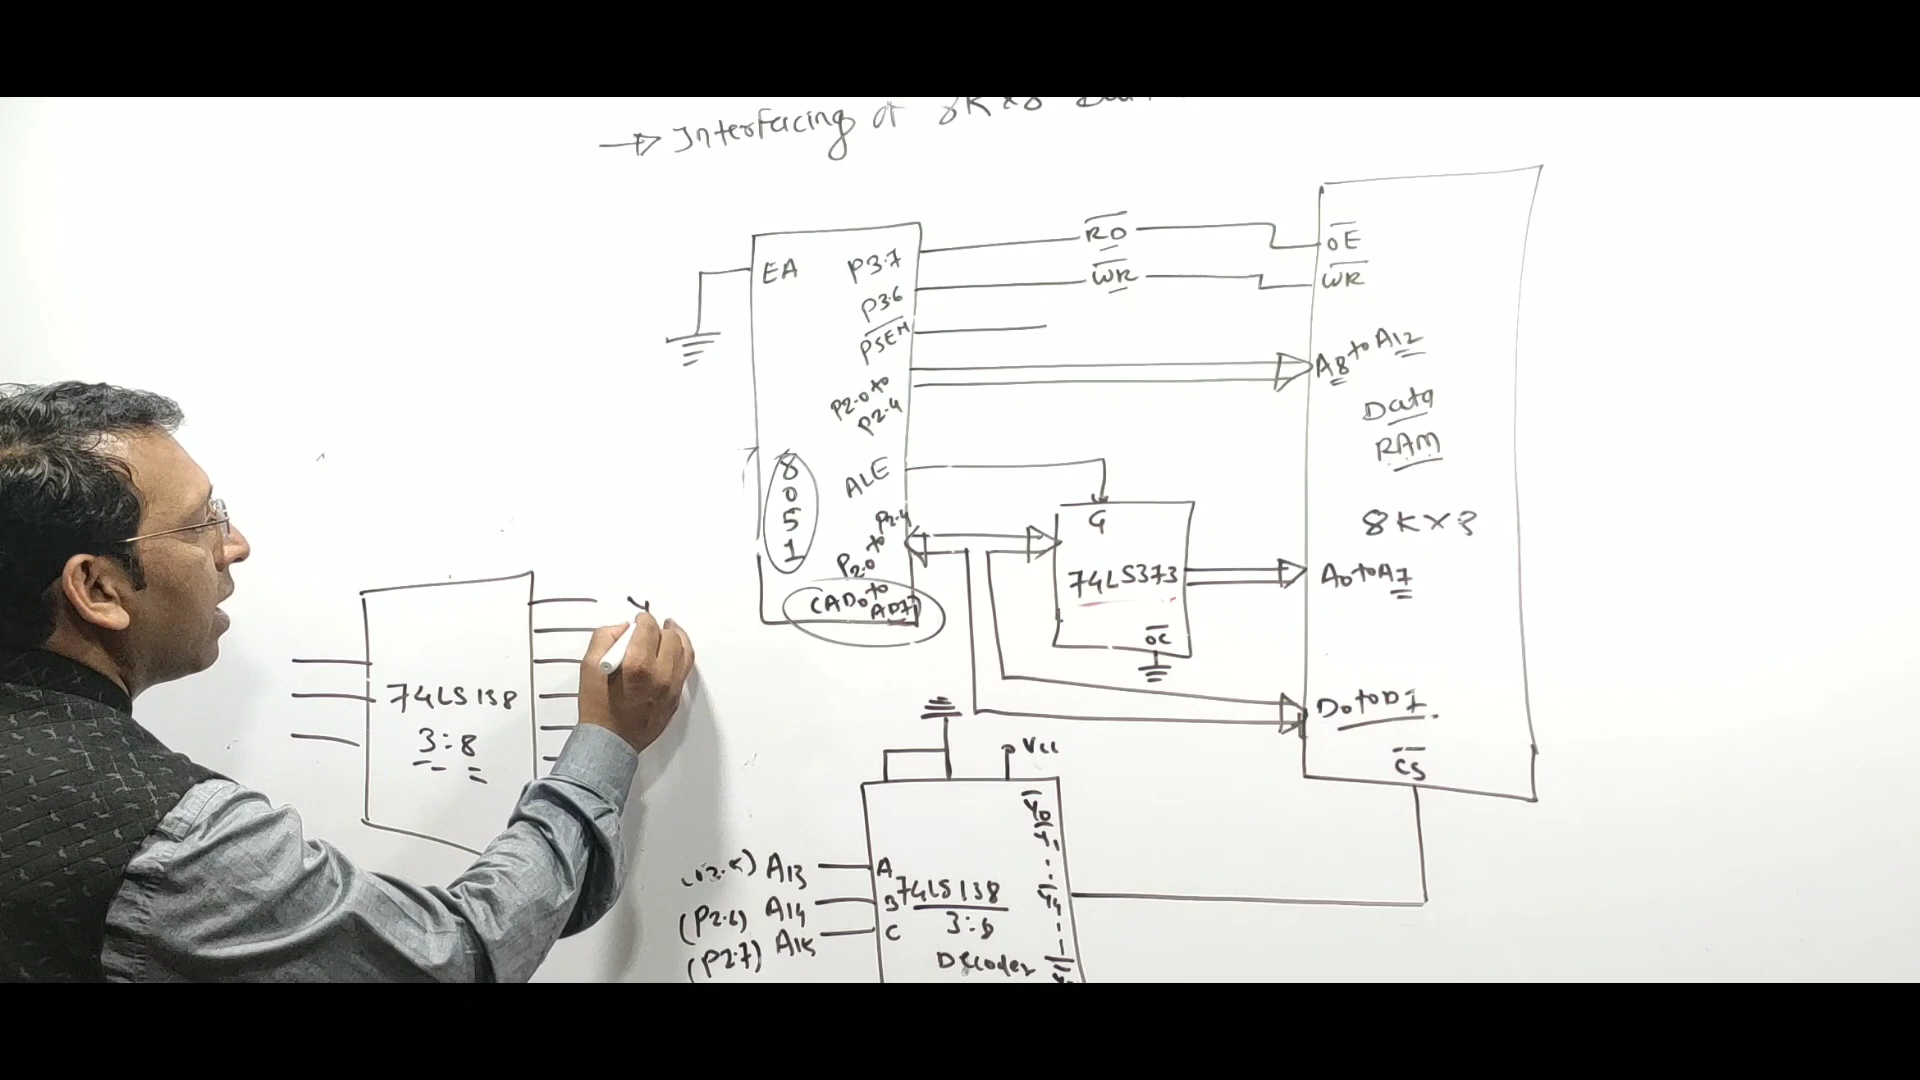 → Interfacing of 8K×8
EA P3.7
P3.6
PSEN
P2.0 to
P2.4
ALE
8
0
5
1
P2.4
P2.0 to
(AD0 to
AD7)
RD
WR
OE
WR
A8 to A12
Data
RAM
8K×8
A0 to A7
D0 to D7
CS
G
74LS373
OC
74LS138
3:8
Y
Vcc
A13 A
(P2.6) A14 B
(P2.7) A15 C
74LS138
3:8
Decoder
Y0
Y1
Y4